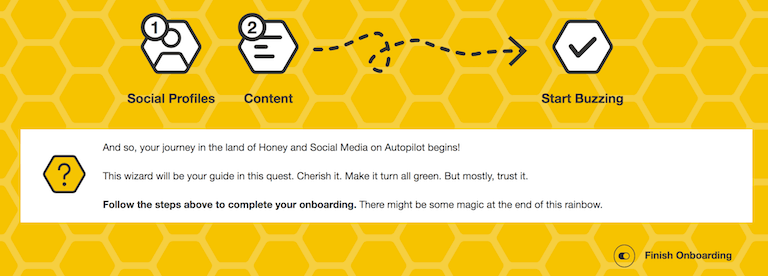 1 2
Social Profiles Content Start Buzzing
And so, your journey in the land of Honey and Social Media on Autopilot begins!
?
This wizard will be your guide in this quest. Cherish it. Make it turn all green. But mostly, trust it.
Follow the steps above to complete your onboarding. There might be some magic at the end of this rainbow.
Finish Onboarding